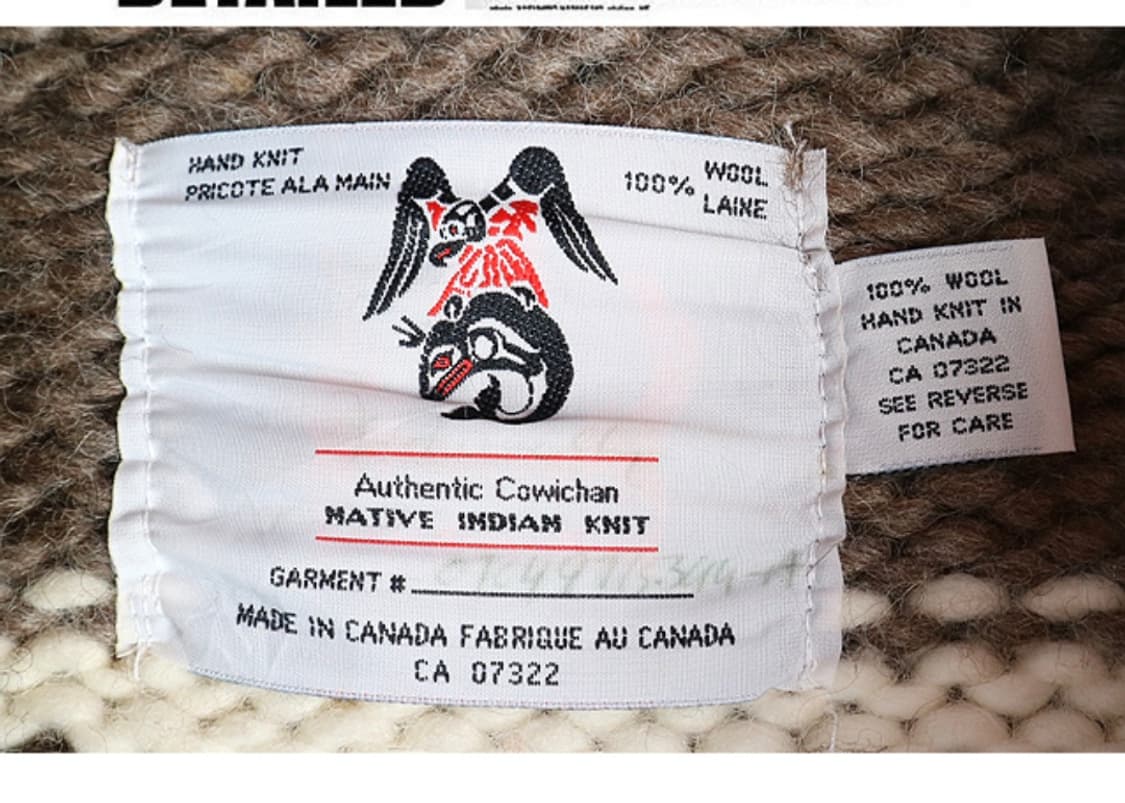 DETAILED
HAND KNIT
PRICOTE ALA MAIN
100% WOOL
LAINE
Authentic Cowichan
NATIVE INDIAN KNIT
GARMENT #
MADE IN CANADA FABRIQUE AU CANADA
CA 07322
100% WOOL
HAND KNIT IN
CANADA
CA 07322
SEE REVERSE
FOR CARE